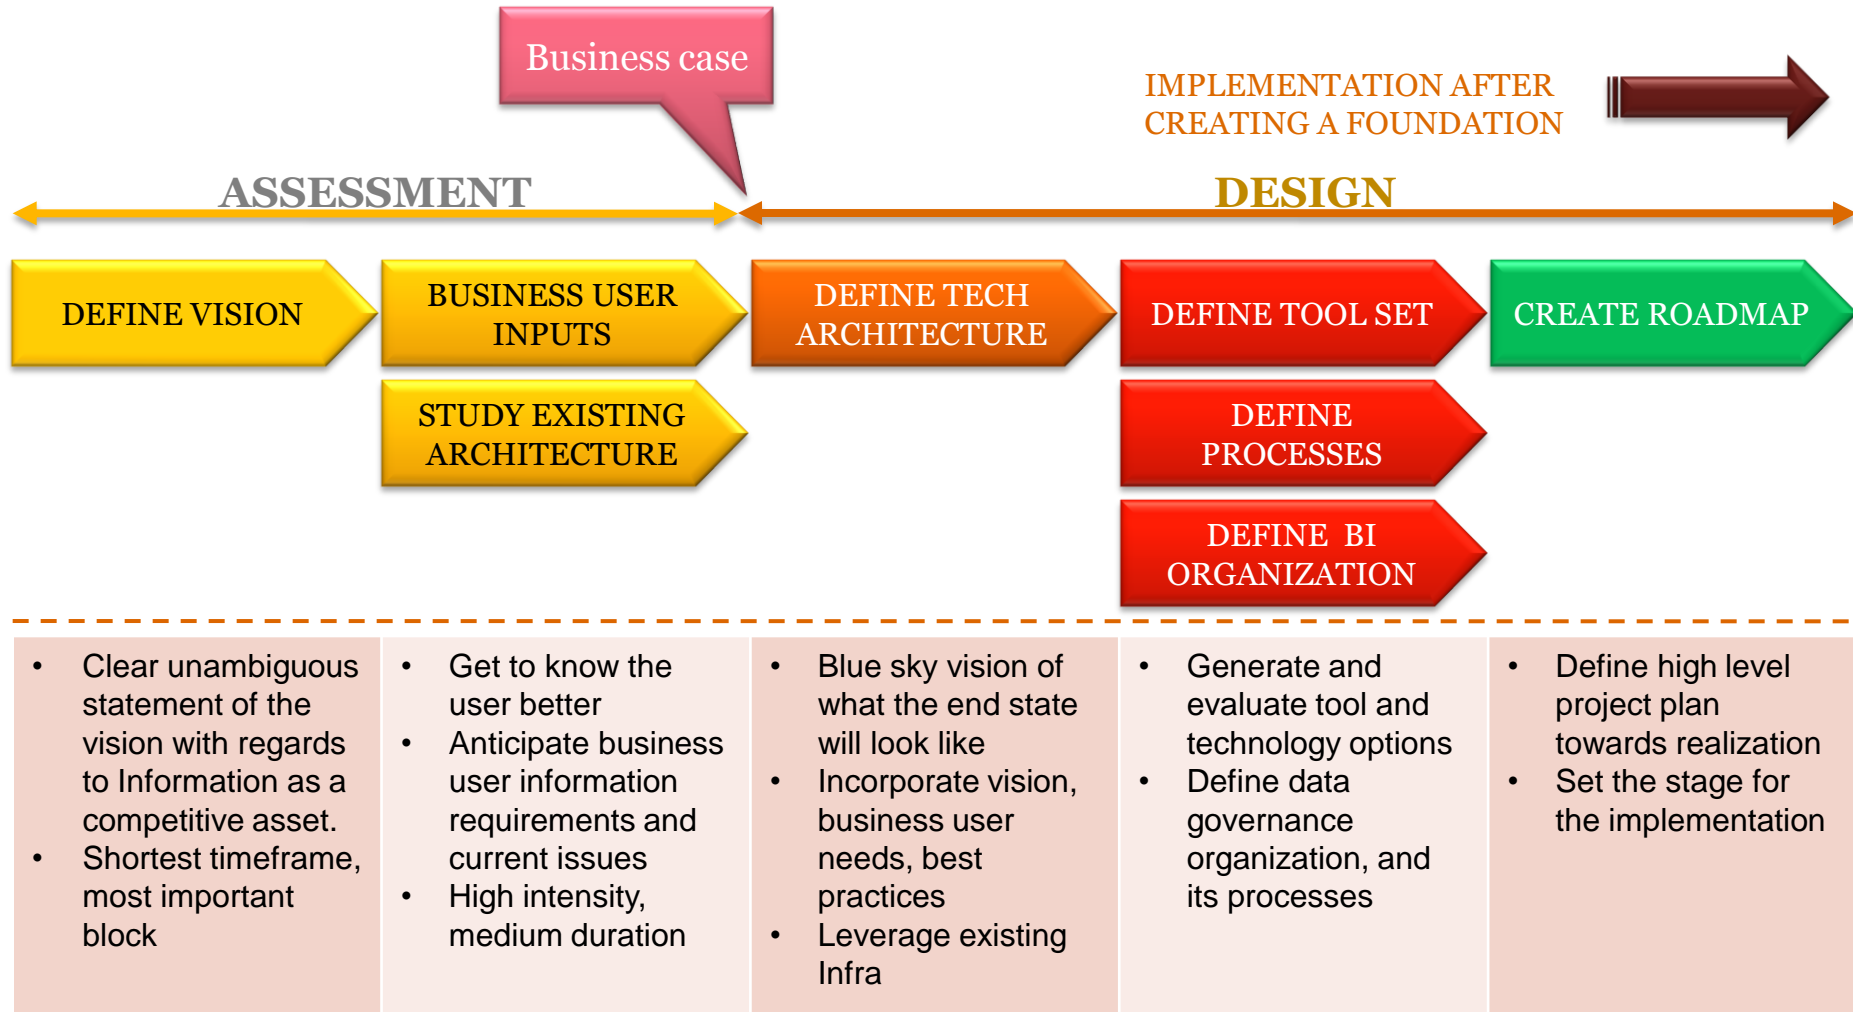 Business case
IMPLEMENTATION AFTER
CREATING A FOUNDATION
ASSESSMENT
DESIGN
DEFINE VISION
BUSINESS USER
INPUTS
DEFINE TECH
ARCHITECTURE
DEFINE TOOL SET
CREATE ROADMAP
STUDY EXISTING
ARCHITECTURE
DEFINE
PROCESSES
DEFINE BI
ORGANIZATION
• Clear unambiguous
statement of the
vision with regards
to Information as a
competitive asset.
• Shortest timeframe,
most important
block
• Get to know the
user better
• Anticipate business
user information
requirements and
current issues
• High intensity,
medium duration
• Blue sky vision of
what the end state
will look like
• Incorporate vision,
business user
needs, best
practices
• Leverage existing
Infra
• Generate and
evaluate tool and
technology options
• Define data
governance
organization, and
its processes
• Define high level
project plan
towards realization
• Set the stage for
the implementation